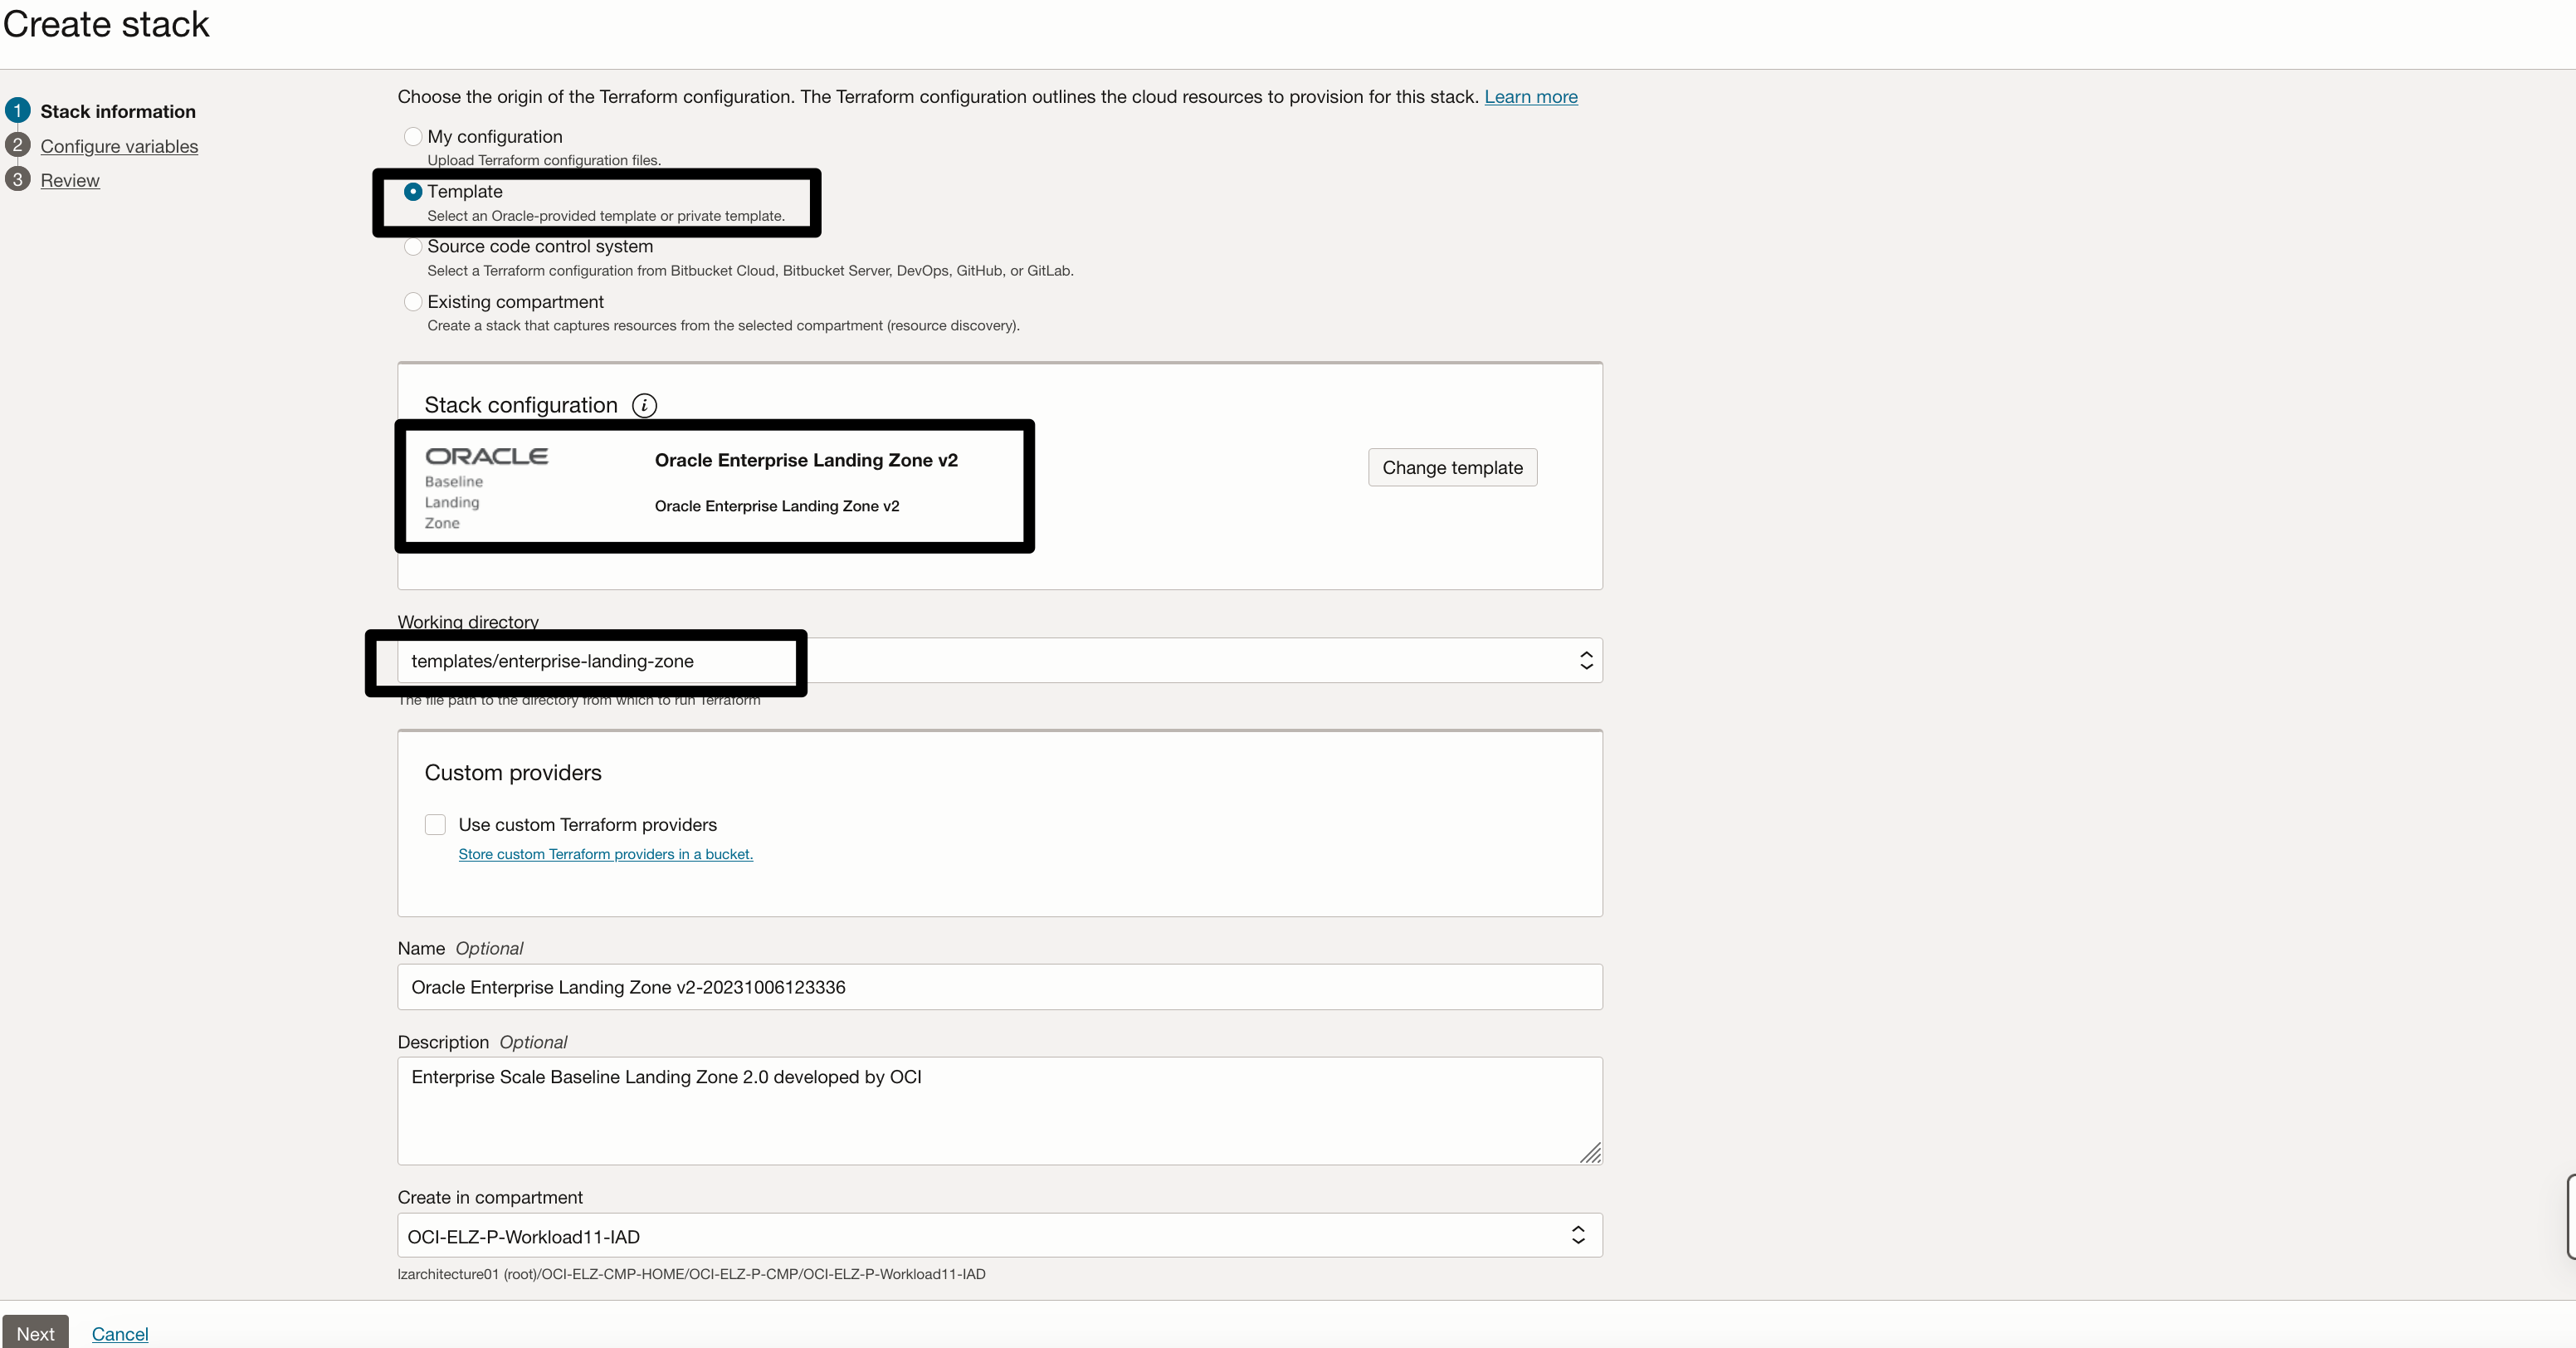 Create stack
1 Stack information
2 Configure variables
3 Review
Choose the origin of the Terraform configuration. The Terraform configuration outlines the cloud resources to provision for this stack. Learn more
My configuration
Upload Terraform configuration files.
Template
Select an Oracle-provided template or private template.
Source code control system
Select a Terraform configuration from Bitbucket Cloud, Bitbucket Server, DevOps, GitHub, or GitLab.
Existing compartment
Create a stack that captures resources from the selected compartment (resource discovery).
Stack configuration i
ORACLE
Baseline
Landing
Zone
Oracle Enterprise Landing Zone v2
Oracle Enterprise Landing Zone v2
Change template
Working directory
templates/enterprise-landing-zone
The file path to the directory from which to run Terraform
Custom providers
Use custom Terraform providers
Store custom Terraform providers in a bucket.
Name Optional
Oracle Enterprise Landing Zone v2-20231006123336
Description Optional
Enterprise Scale Baseline Landing Zone 2.0 developed by OCI
Create in compartment
OCI-ELZ-P-Workload11-IAD
lzarchitecture01 (root)/OCI-ELZ-CMP-HOME/OCI-ELZ-P-CMP/OCI-ELZ-P-Workload11-IAD
Next Cancel